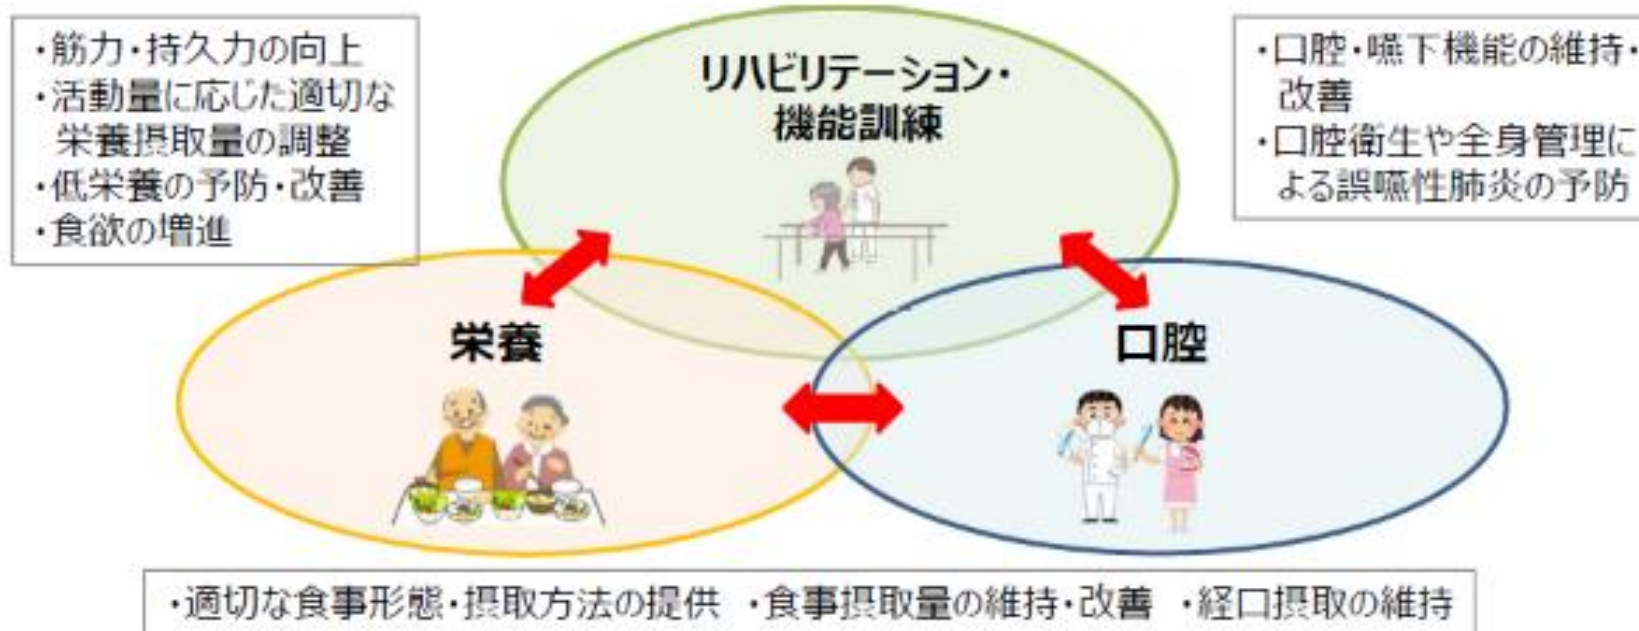 ・筋力・持久力の向上
・活動量に応じた適切な
栄養摂取量の調整
・低栄養の予防・改善
・食欲の増進
リハビリテーション・
機能訓練
・口腔・嚥下機能の維持・
改善
・口腔衛生や全身管理に
よる誤嚥性肺炎の予防
栄養
口腔
・適切な食事形態・摂取方法の提供 ・食事摂取量の維持・改善 ・経口摂取の維持